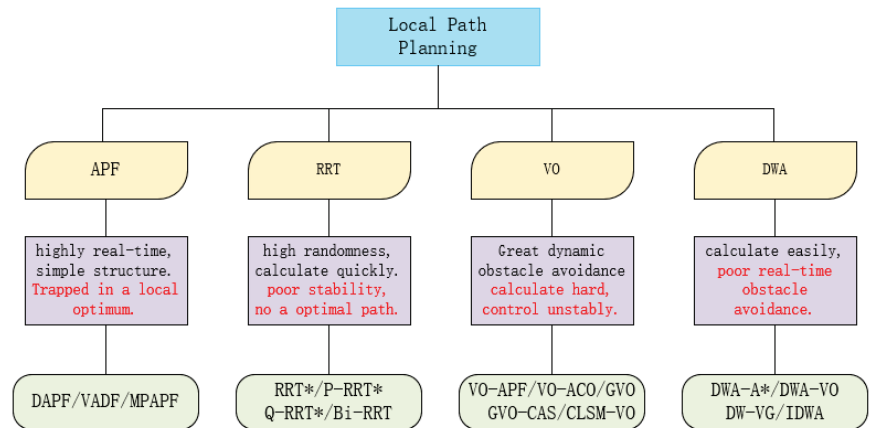 Local Path
Planning
APF
RRT
VO
DWA
highly real-time,
simple structure.
Trapped in a local
optimum.
high randomness,
calculate quickly.
poor stability,
no a optimal path.
Great dynamic
obstacle avoidance
calculate hard,
control unstably.
calculate easily,
poor real-time
obstacle
avoidance.
DAPF/VADF/MPAPF
RRT*/P-RRT*
Q-RRT*/Bi-RRT
VO-APF/VO-ACO/GVO
GVO-CAS/CLSM-VO
DWA-A*/DWA-VO
DW-VG/IDWA